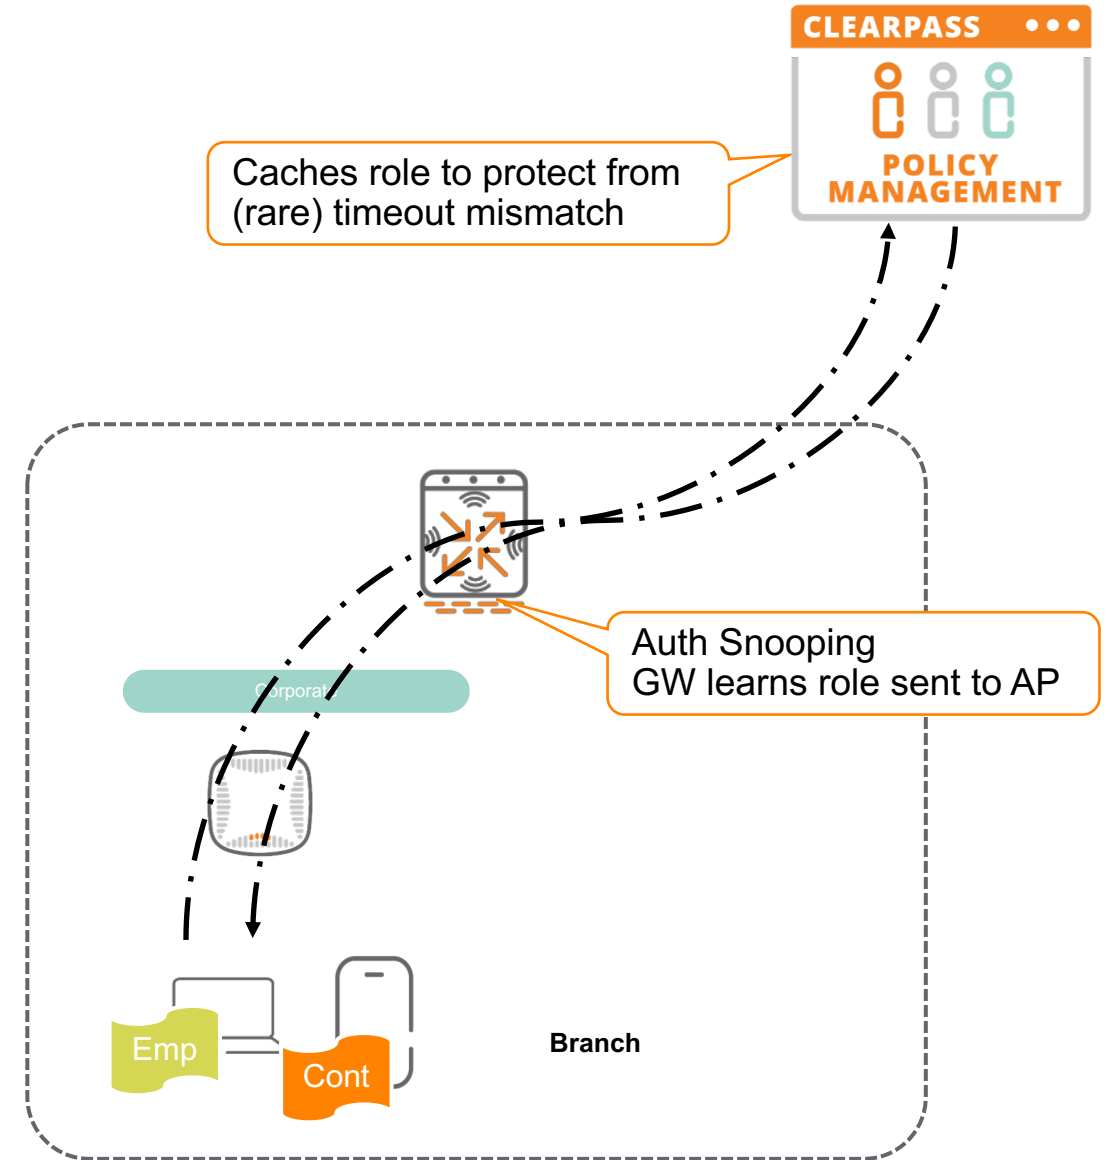 CLEARPASS
POLICY
MANAGEMENT
Caches role to protect from
(rare) timeout mismatch
Auth Snooping
GW learns role sent to AP
Corporate
Emp
Cont
Branch